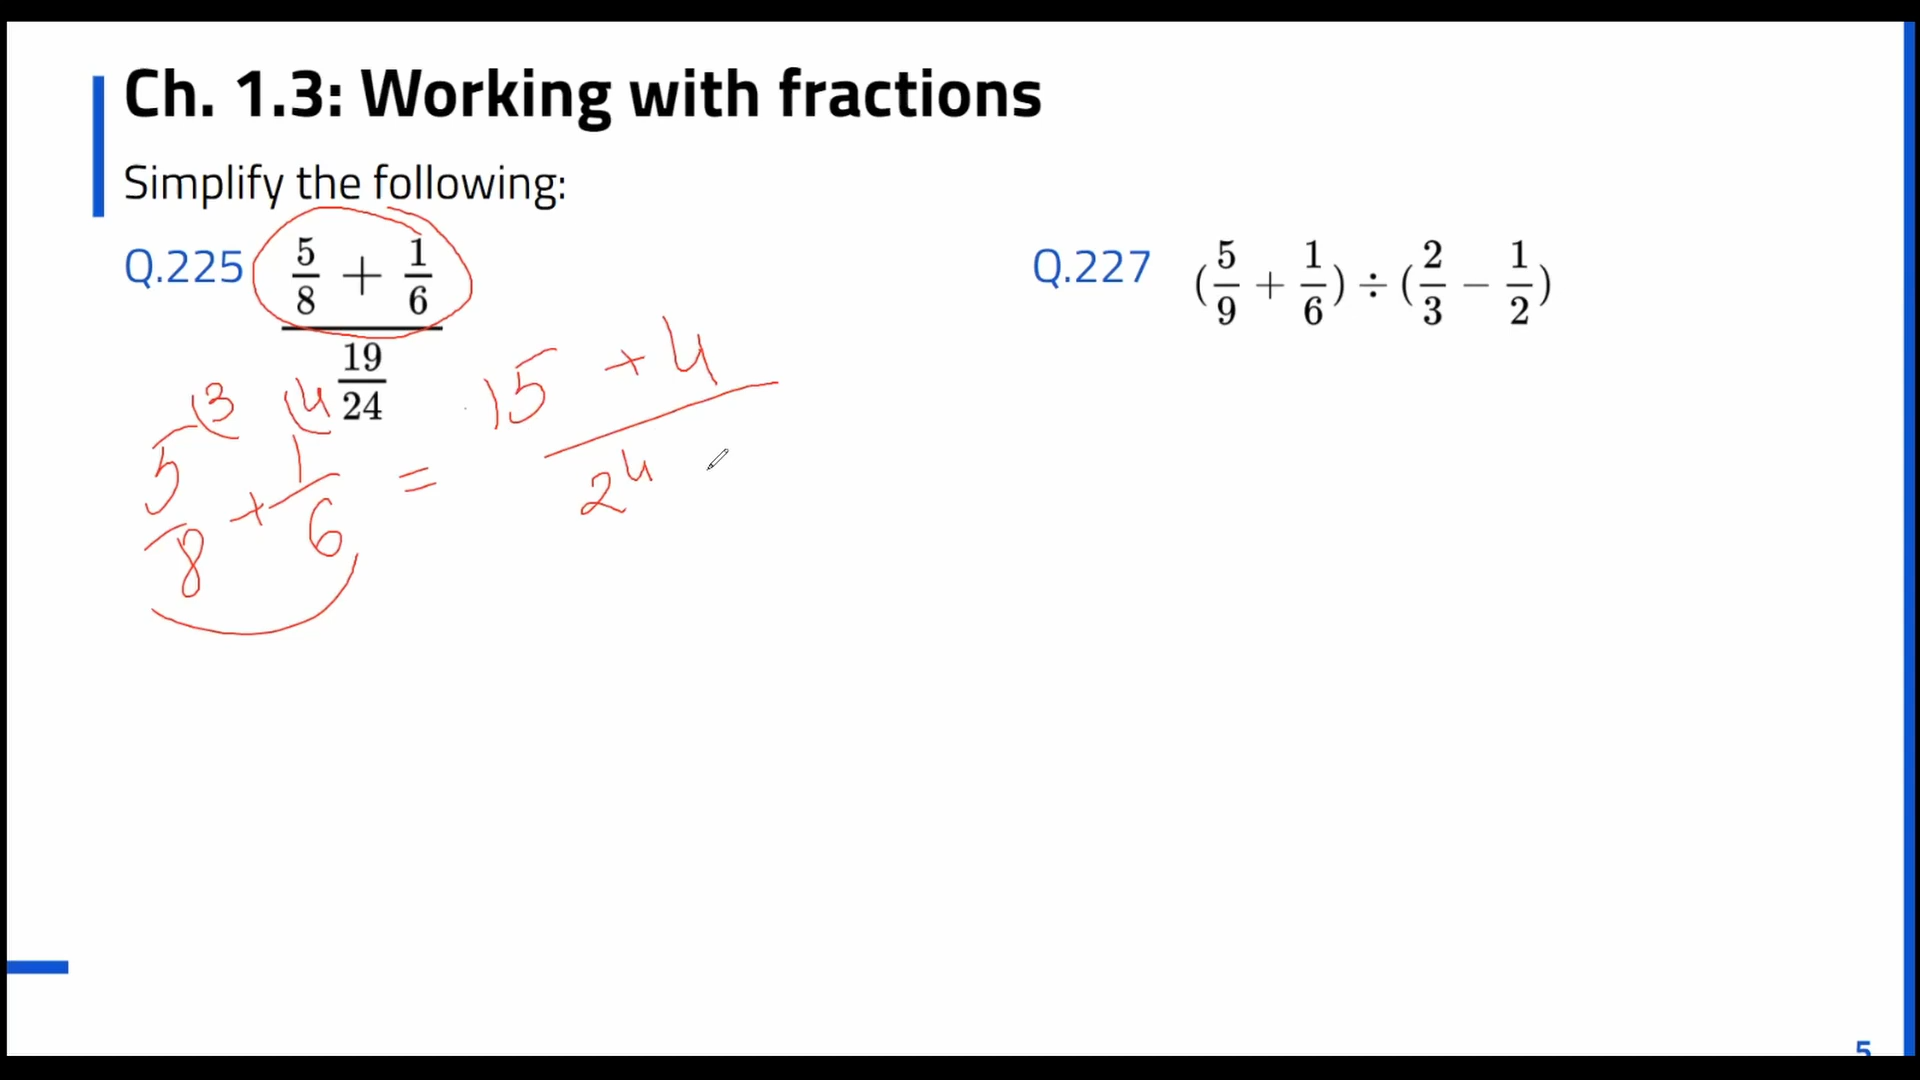 Ch. 1.3: Working with fractions
Simplify the following:
Q.225
5/8 + 1/6
19/24
Q.227 (5/9 + 1/6) ÷ (2/3 − 1/2)
3 4
5/8 + 1/6 = 15 + 4
24
5